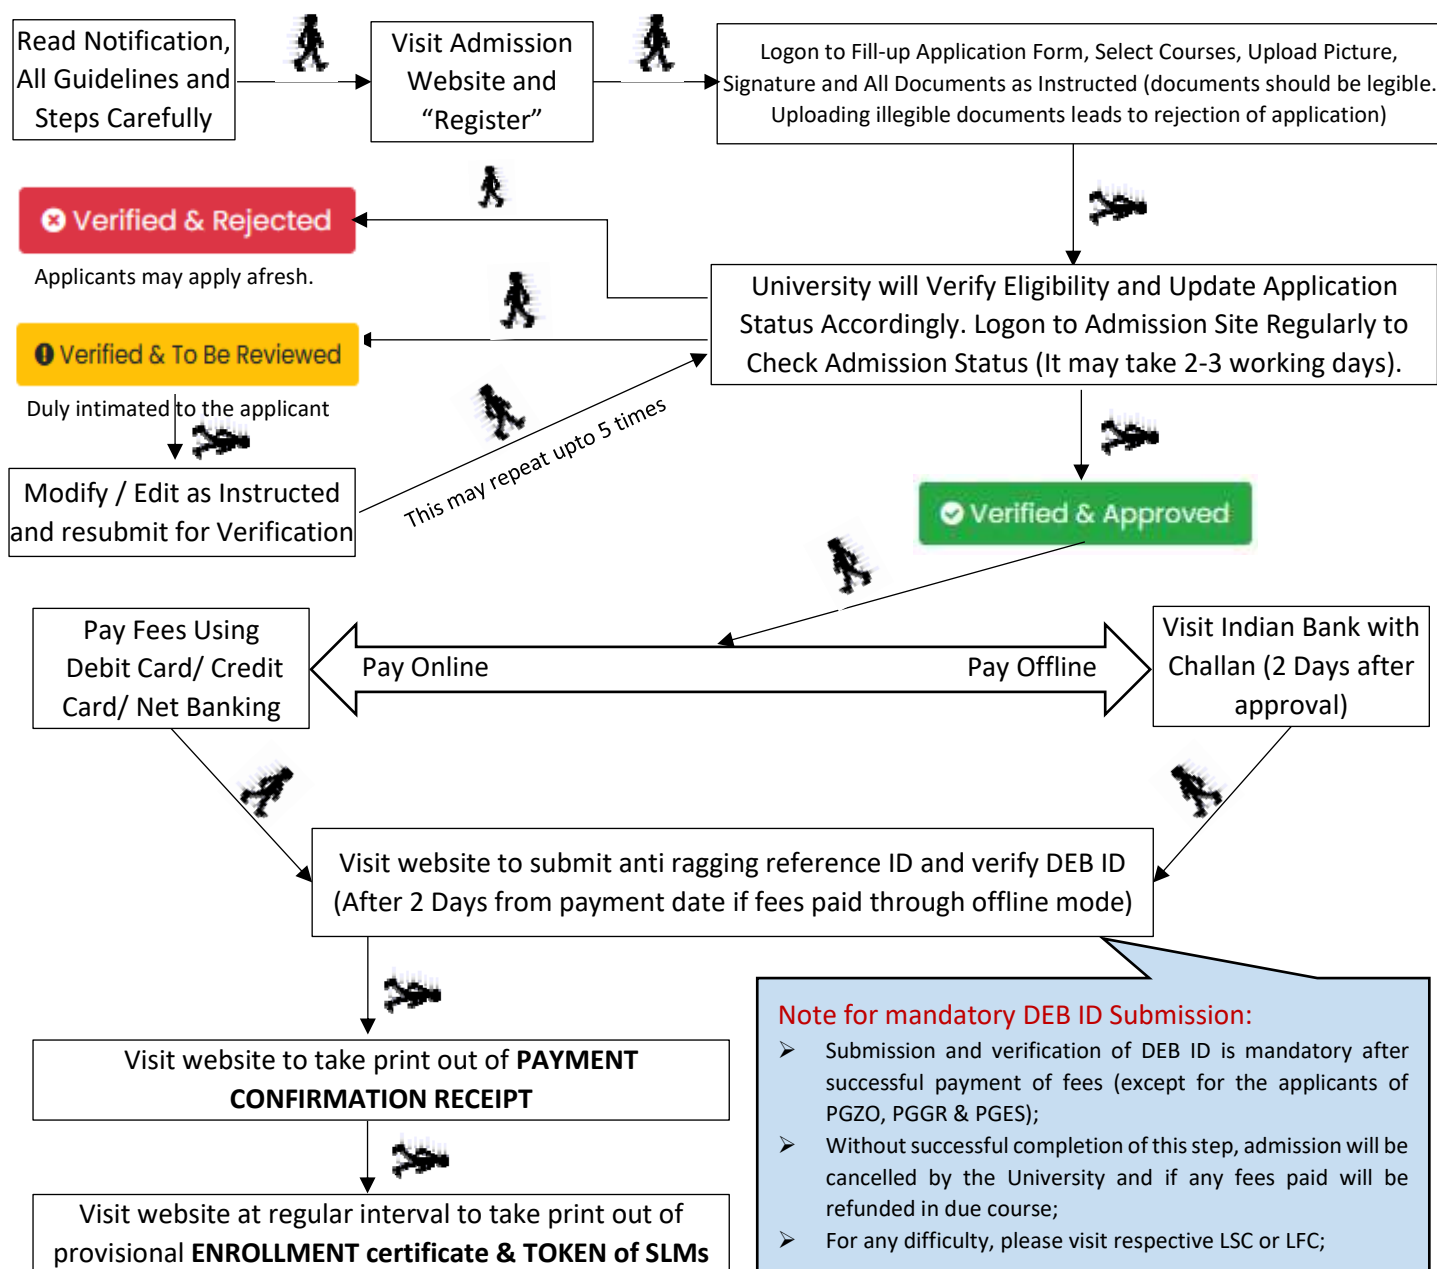 Read Notification,
All Guidelines and
Steps Carefully
Visit Admission
Website and
“Register”
Logon to Fill-up Application Form, Select Courses, Upload Picture,
Signature and All Documents as Instructed (documents should be legible.
Uploading illegible documents leads to rejection of application)
Verified & Rejected
Applicants may apply afresh.
University will Verify Eligibility and Update Application
Status Accordingly. Logon to Admission Site Regularly to
Check Admission Status (It may take 2-3 working days).
Verified & To Be Reviewed
Duly intimated to the applicant
Modify / Edit as Instructed
and resubmit for Verification
This may repeat upto 5 times
Verified & Approved
Pay Fees Using
Debit Card/ Credit
Card/ Net Banking
Pay Online
Pay Offline
Visit Indian Bank with
Challan (2 Days after
approval)
Visit website to submit anti ragging reference ID and verify DEB ID
(After 2 Days from payment date if fees paid through offline mode)
Visit website to take print out of PAYMENT
CONFIRMATION RECEIPT
Visit website at regular interval to take print out of
provisional ENROLLMENT certificate & TOKEN of SLMs
Note for mandatory DEB ID Submission:
➢ Submission and verification of DEB ID is mandatory after
successful payment of fees (except for the applicants of
PGZO, PGGR & PGES);
➢ Without successful completion of this step, admission will be
cancelled by the University and if any fees paid will be
refunded in due course;
➢ For any difficulty, please visit respective LSC or LFC;